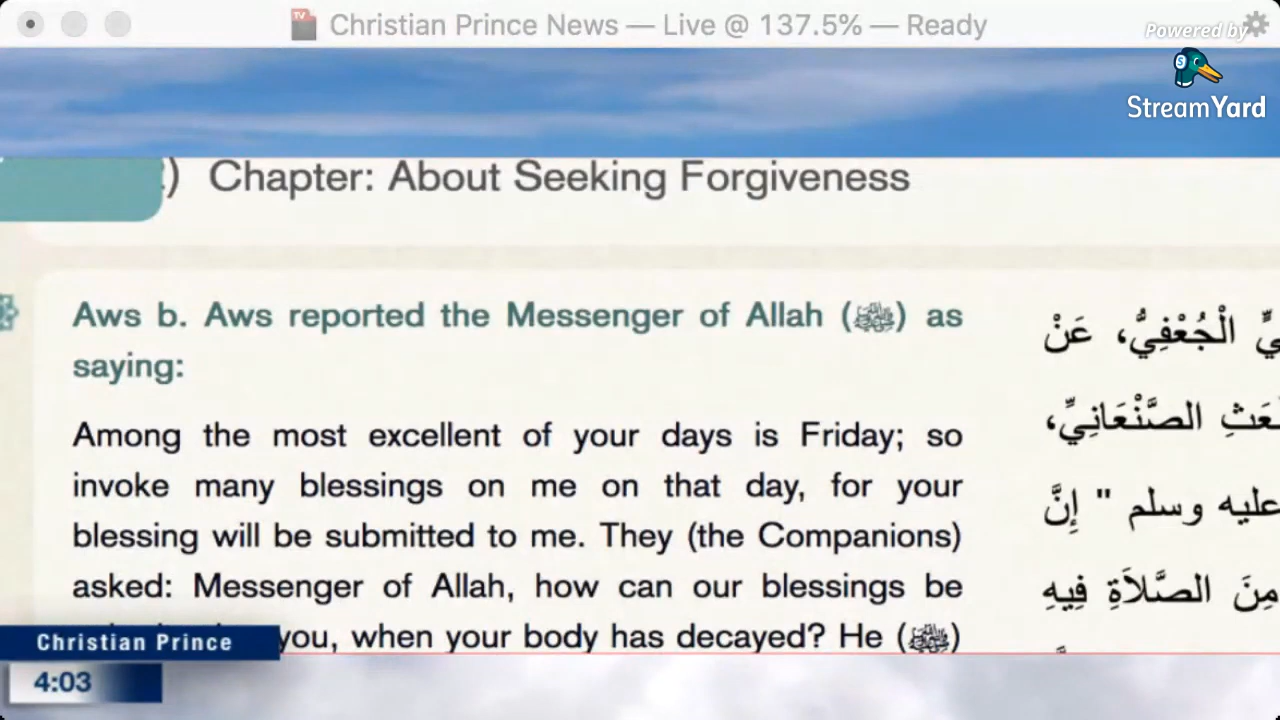 Christian Prince News — Live @ 137.5% — Ready
Powered by
StreamYard
Chapter: About Seeking Forgiveness
Aws b. Aws reported the Messenger of Allah (ﷺ) as
saying:
Among the most excellent of your days is Friday; so
invoke many blessings on me on that day, for your
blessing will be submitted to me. They (the Companions)
asked: Messenger of Allah, how can our blessings be
you, when your body has decayed? He (ﷺ)
الْجُعْفِيُّ، عَنْ
الصَّنْعَانِيِّ،
عليه وسلم " إِنَّ
مِنَ الصَّلاَةِ فِيهِ
Christian Prince
4:03